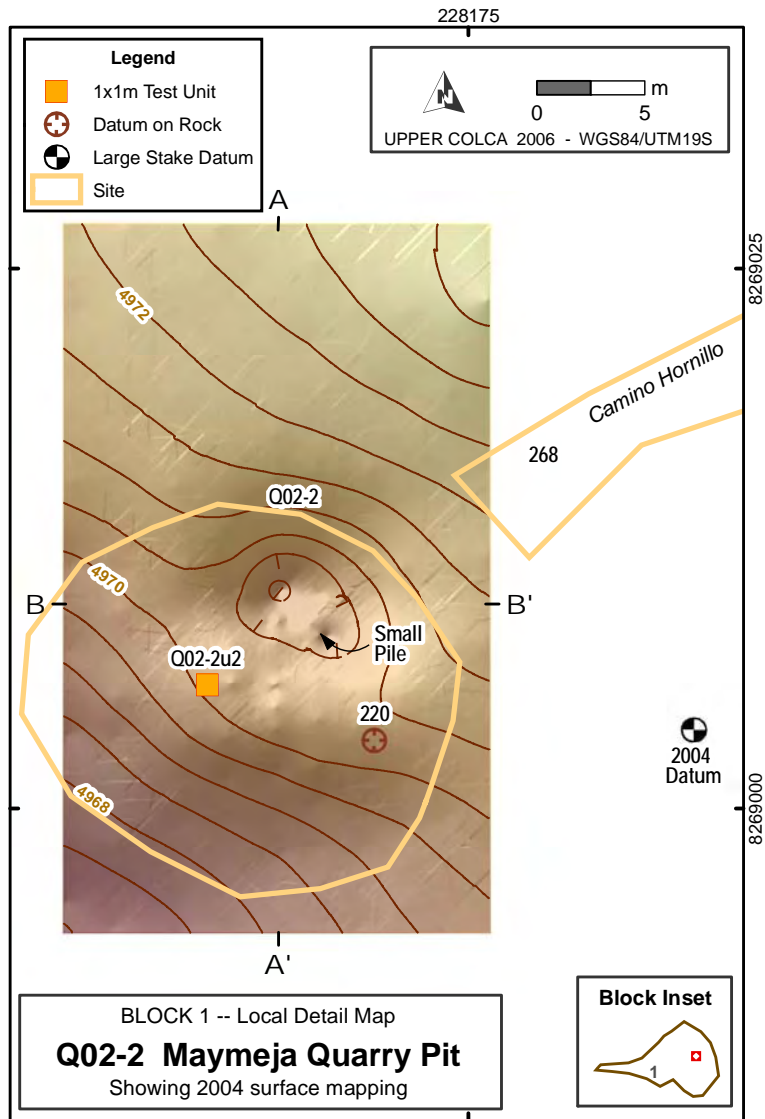 228175
Legend
1x1m Test Unit
Datum on Rock
Large Stake Datum
Site
N
m
0 5
UPPER COLCA 2006 - WGS84/UTM19S
A
8269025
4972
Camino Hornillo
268
Q02-2
4970
B
B'
Small
Pile
Q02-2u2
220
2004
Datum
4968
8269000
A'
BLOCK 1 -- Local Detail Map
Q02-2 Maymeja Quarry Pit
Showing 2004 surface mapping
Block Inset
1